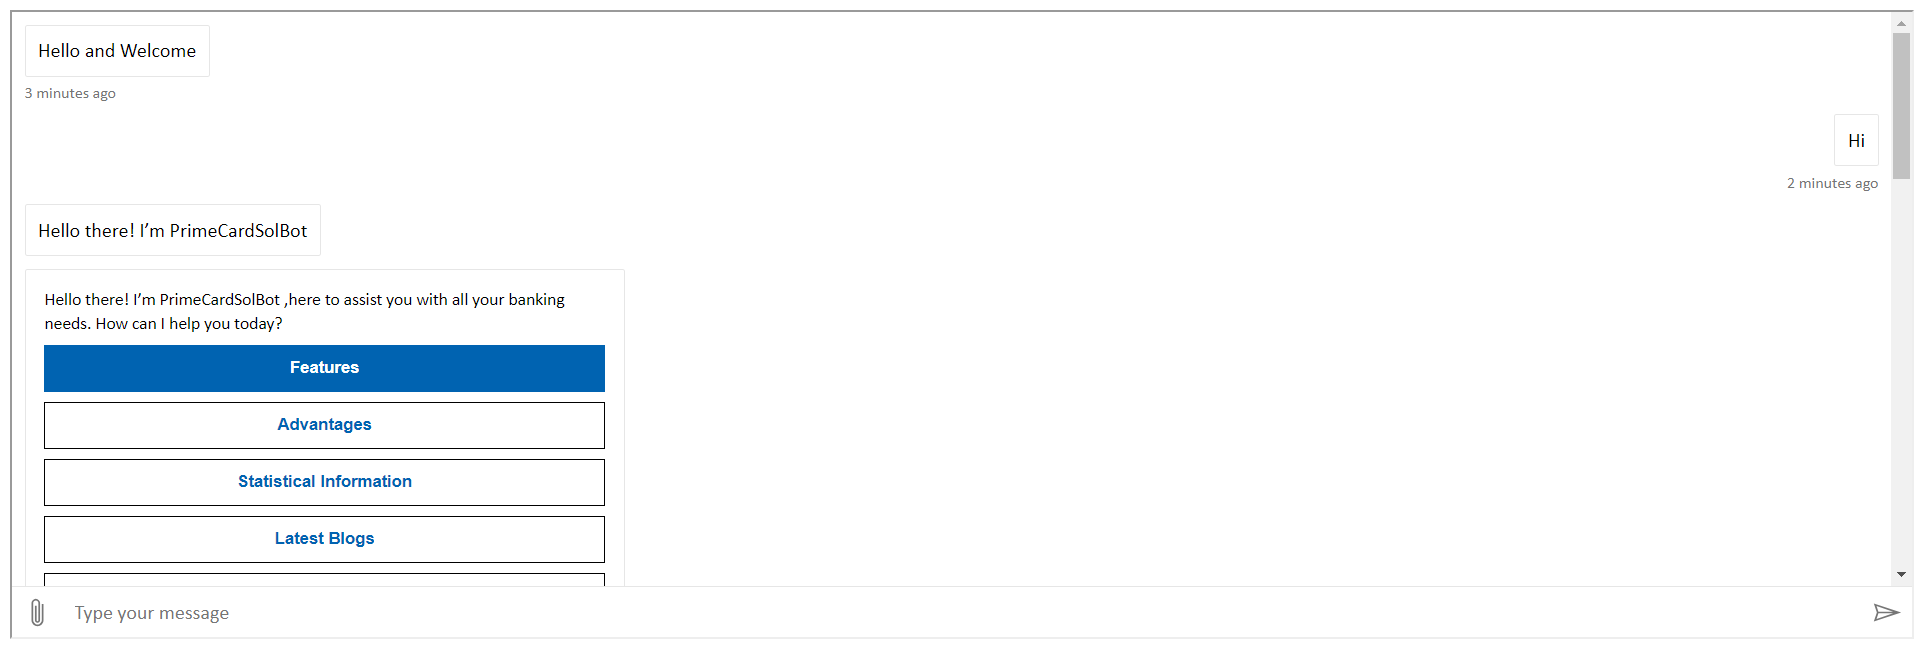 Hello and Welcome
3 minutes ago
Hi
2 minutes ago
Hello there! I’m PrimeCardSolBot
Hello there! I’m PrimeCardSolBot ,here to assist you with all your banking
needs. How can I help you today?
Features
Advantages
Statistical Information
Latest Blogs
Type your message